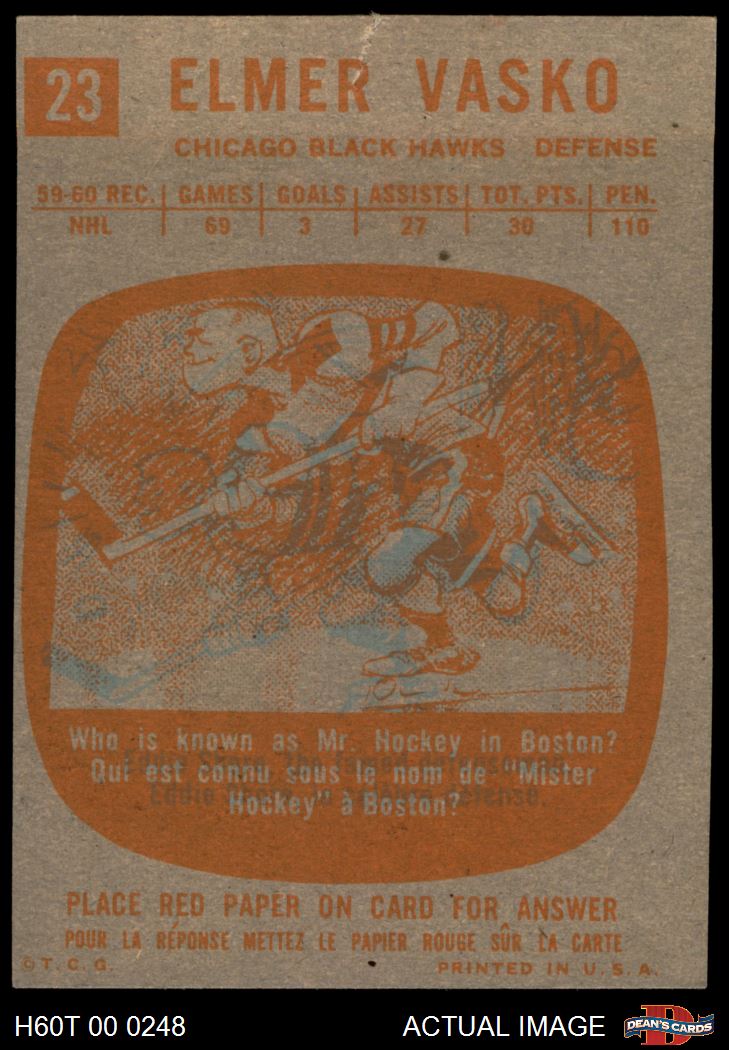 23
ELMER VASKO
CHICAGO BLACK HAWKS DEFENSE
59-60 REC. GAMES GOALS ASSISTS TOT. PTS. PEN.
NHL 69 3 27 30 110
Who is known as Mr. Hockey in Boston?
Qui est connu sous le nom de "Mister
Hockey" à Boston?
PLACE RED PAPER ON CARD FOR ANSWER
POUR LA RÉPONSE METTEZ LE PAPIER ROUGE SÛR LA CARTE
©T.C.G. PRINTED IN U.S.A.
H60T 00 0248 ACTUAL IMAGE DEAN'S CARDS